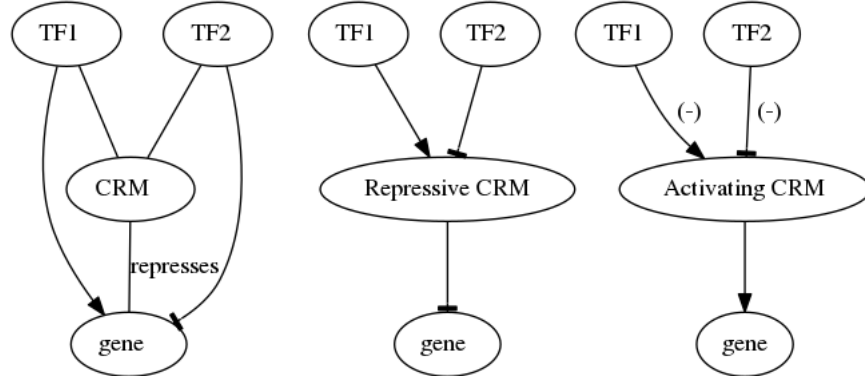 TF1
TF2
CRM
represses
gene
TF1
TF2
Repressive CRM
gene
TF1
TF2
(-)
(-)
Activating CRM
gene